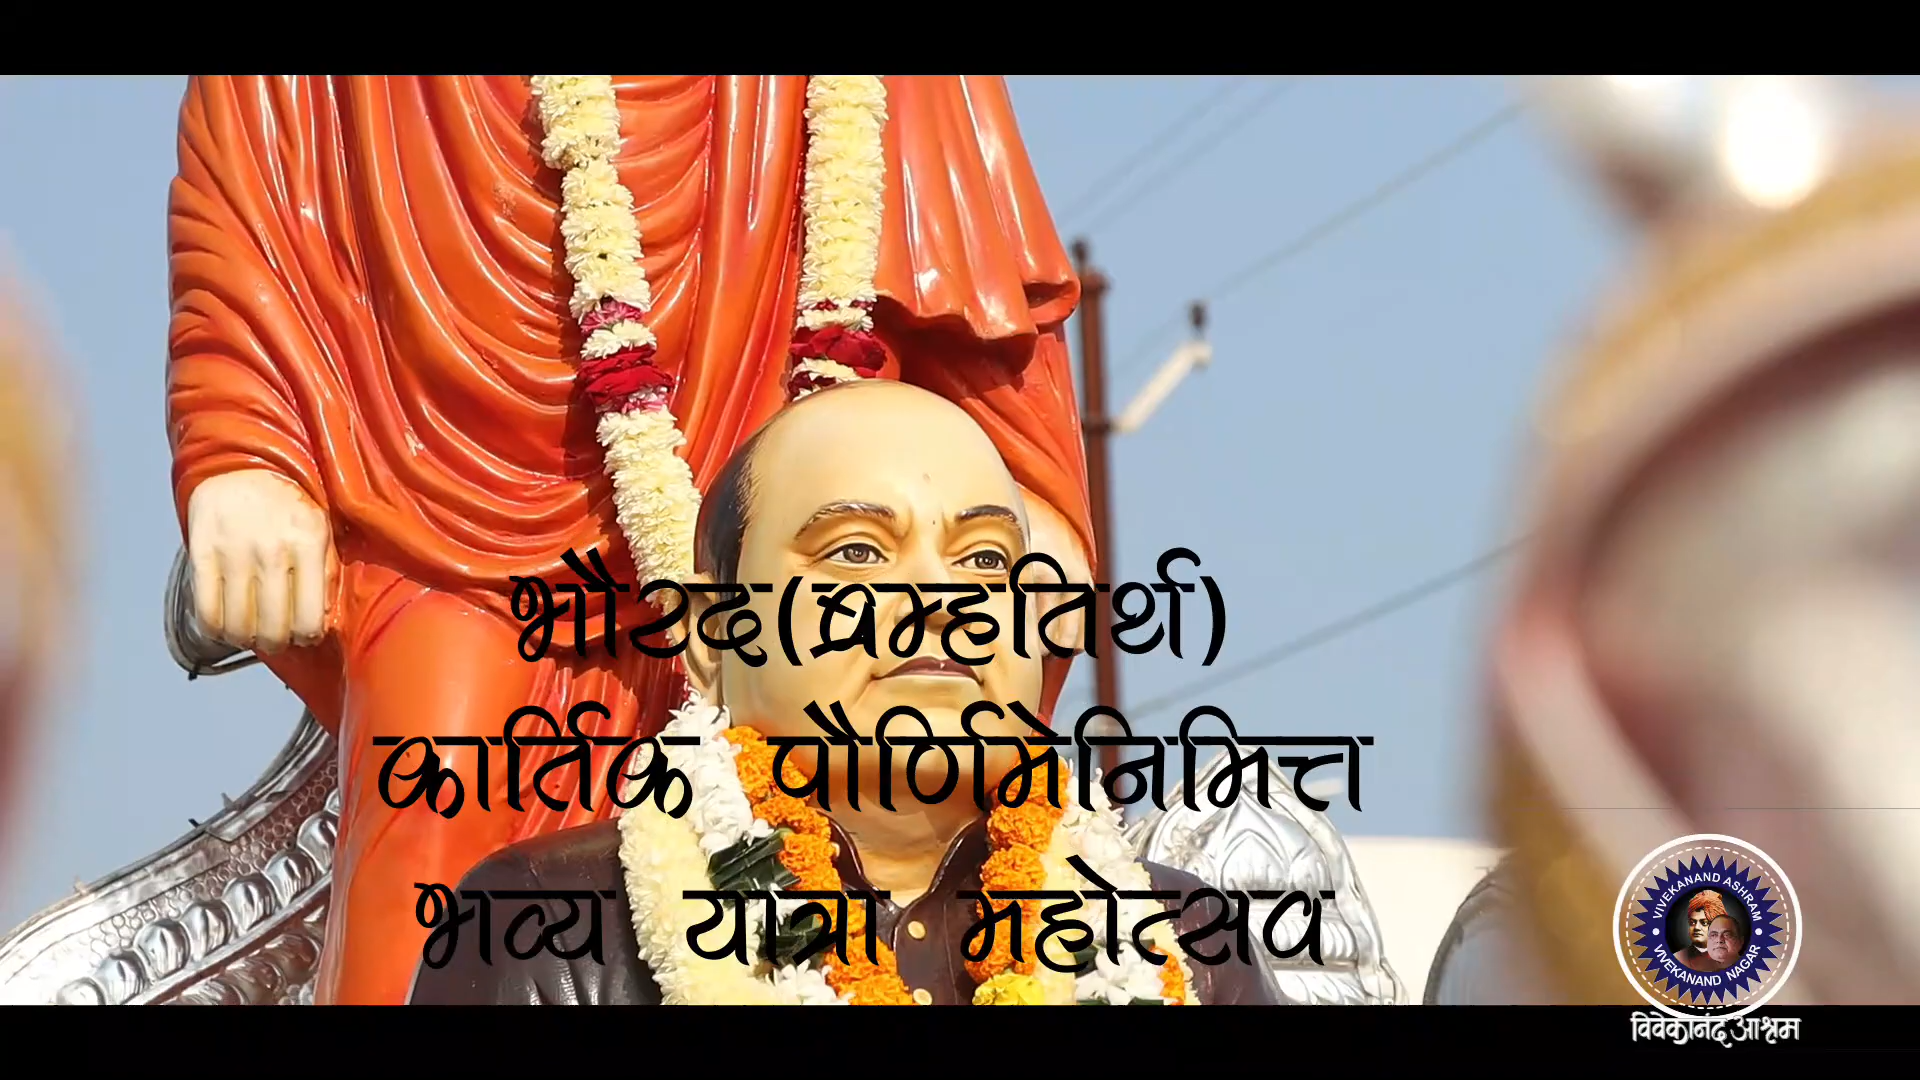 भौरद(ब्रम्हतिर्थ)
कार्तिक पौर्णिमेनिमित्त
भव्य यात्रा महोत्सव
VIVEKANAND ASHRAM
VIVEKANAND NAGAR
विवेकानंद आश्रम